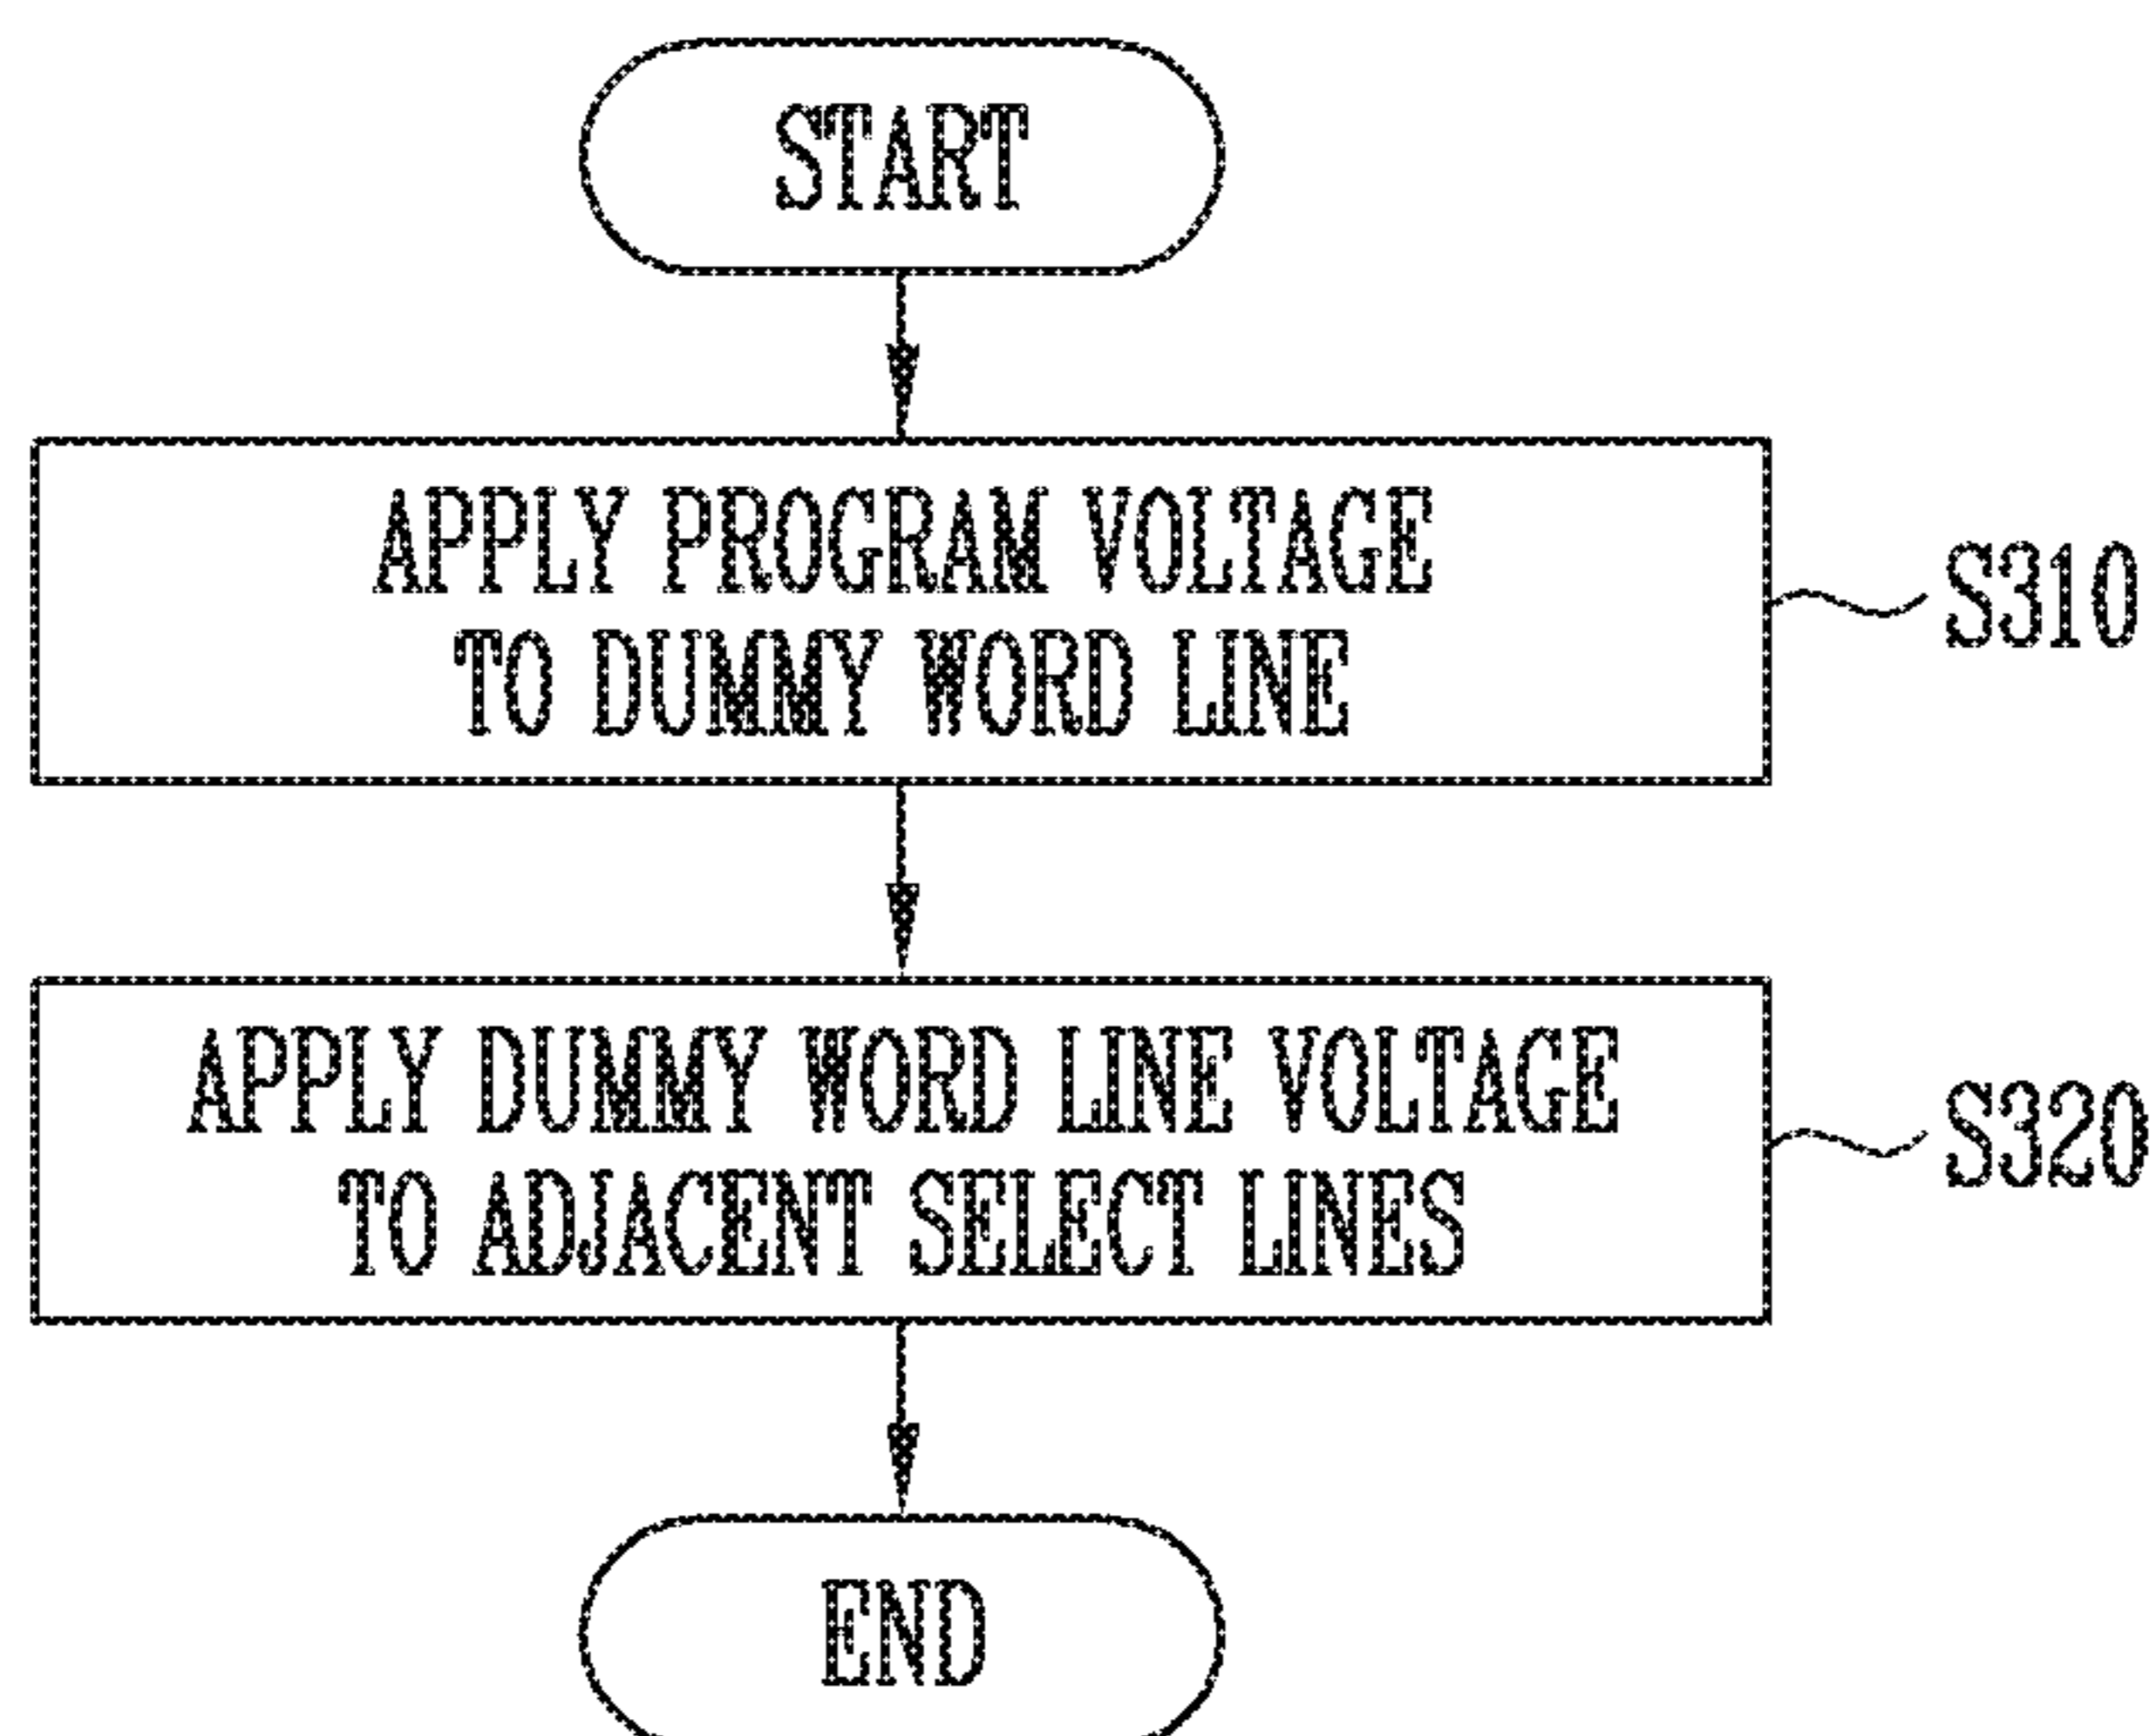 START
APPLY PROGRAM VOLTAGE
TO DUMMY WORD LINE
S310
APPLY DUMMY WORD LINE VOLTAGE
TO ADJACENT SELECT LINES
S320
END